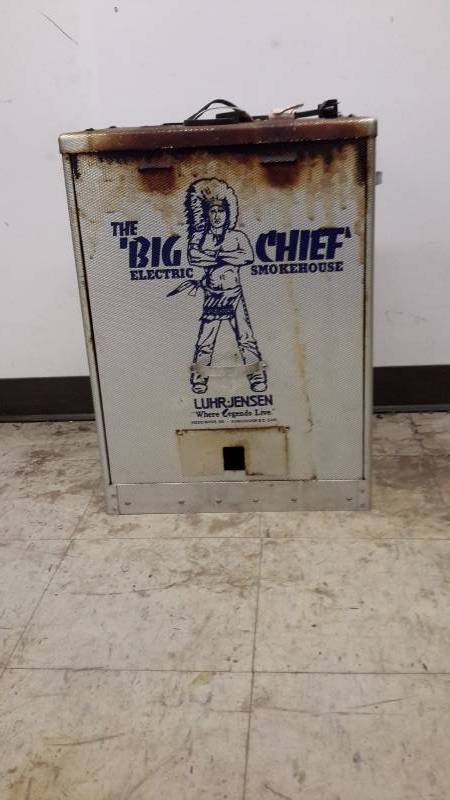 THE
'BIG CHIEF'
ELECTRIC SMOKEHOUSE
LUHR-JENSEN
"Where Legends Live."